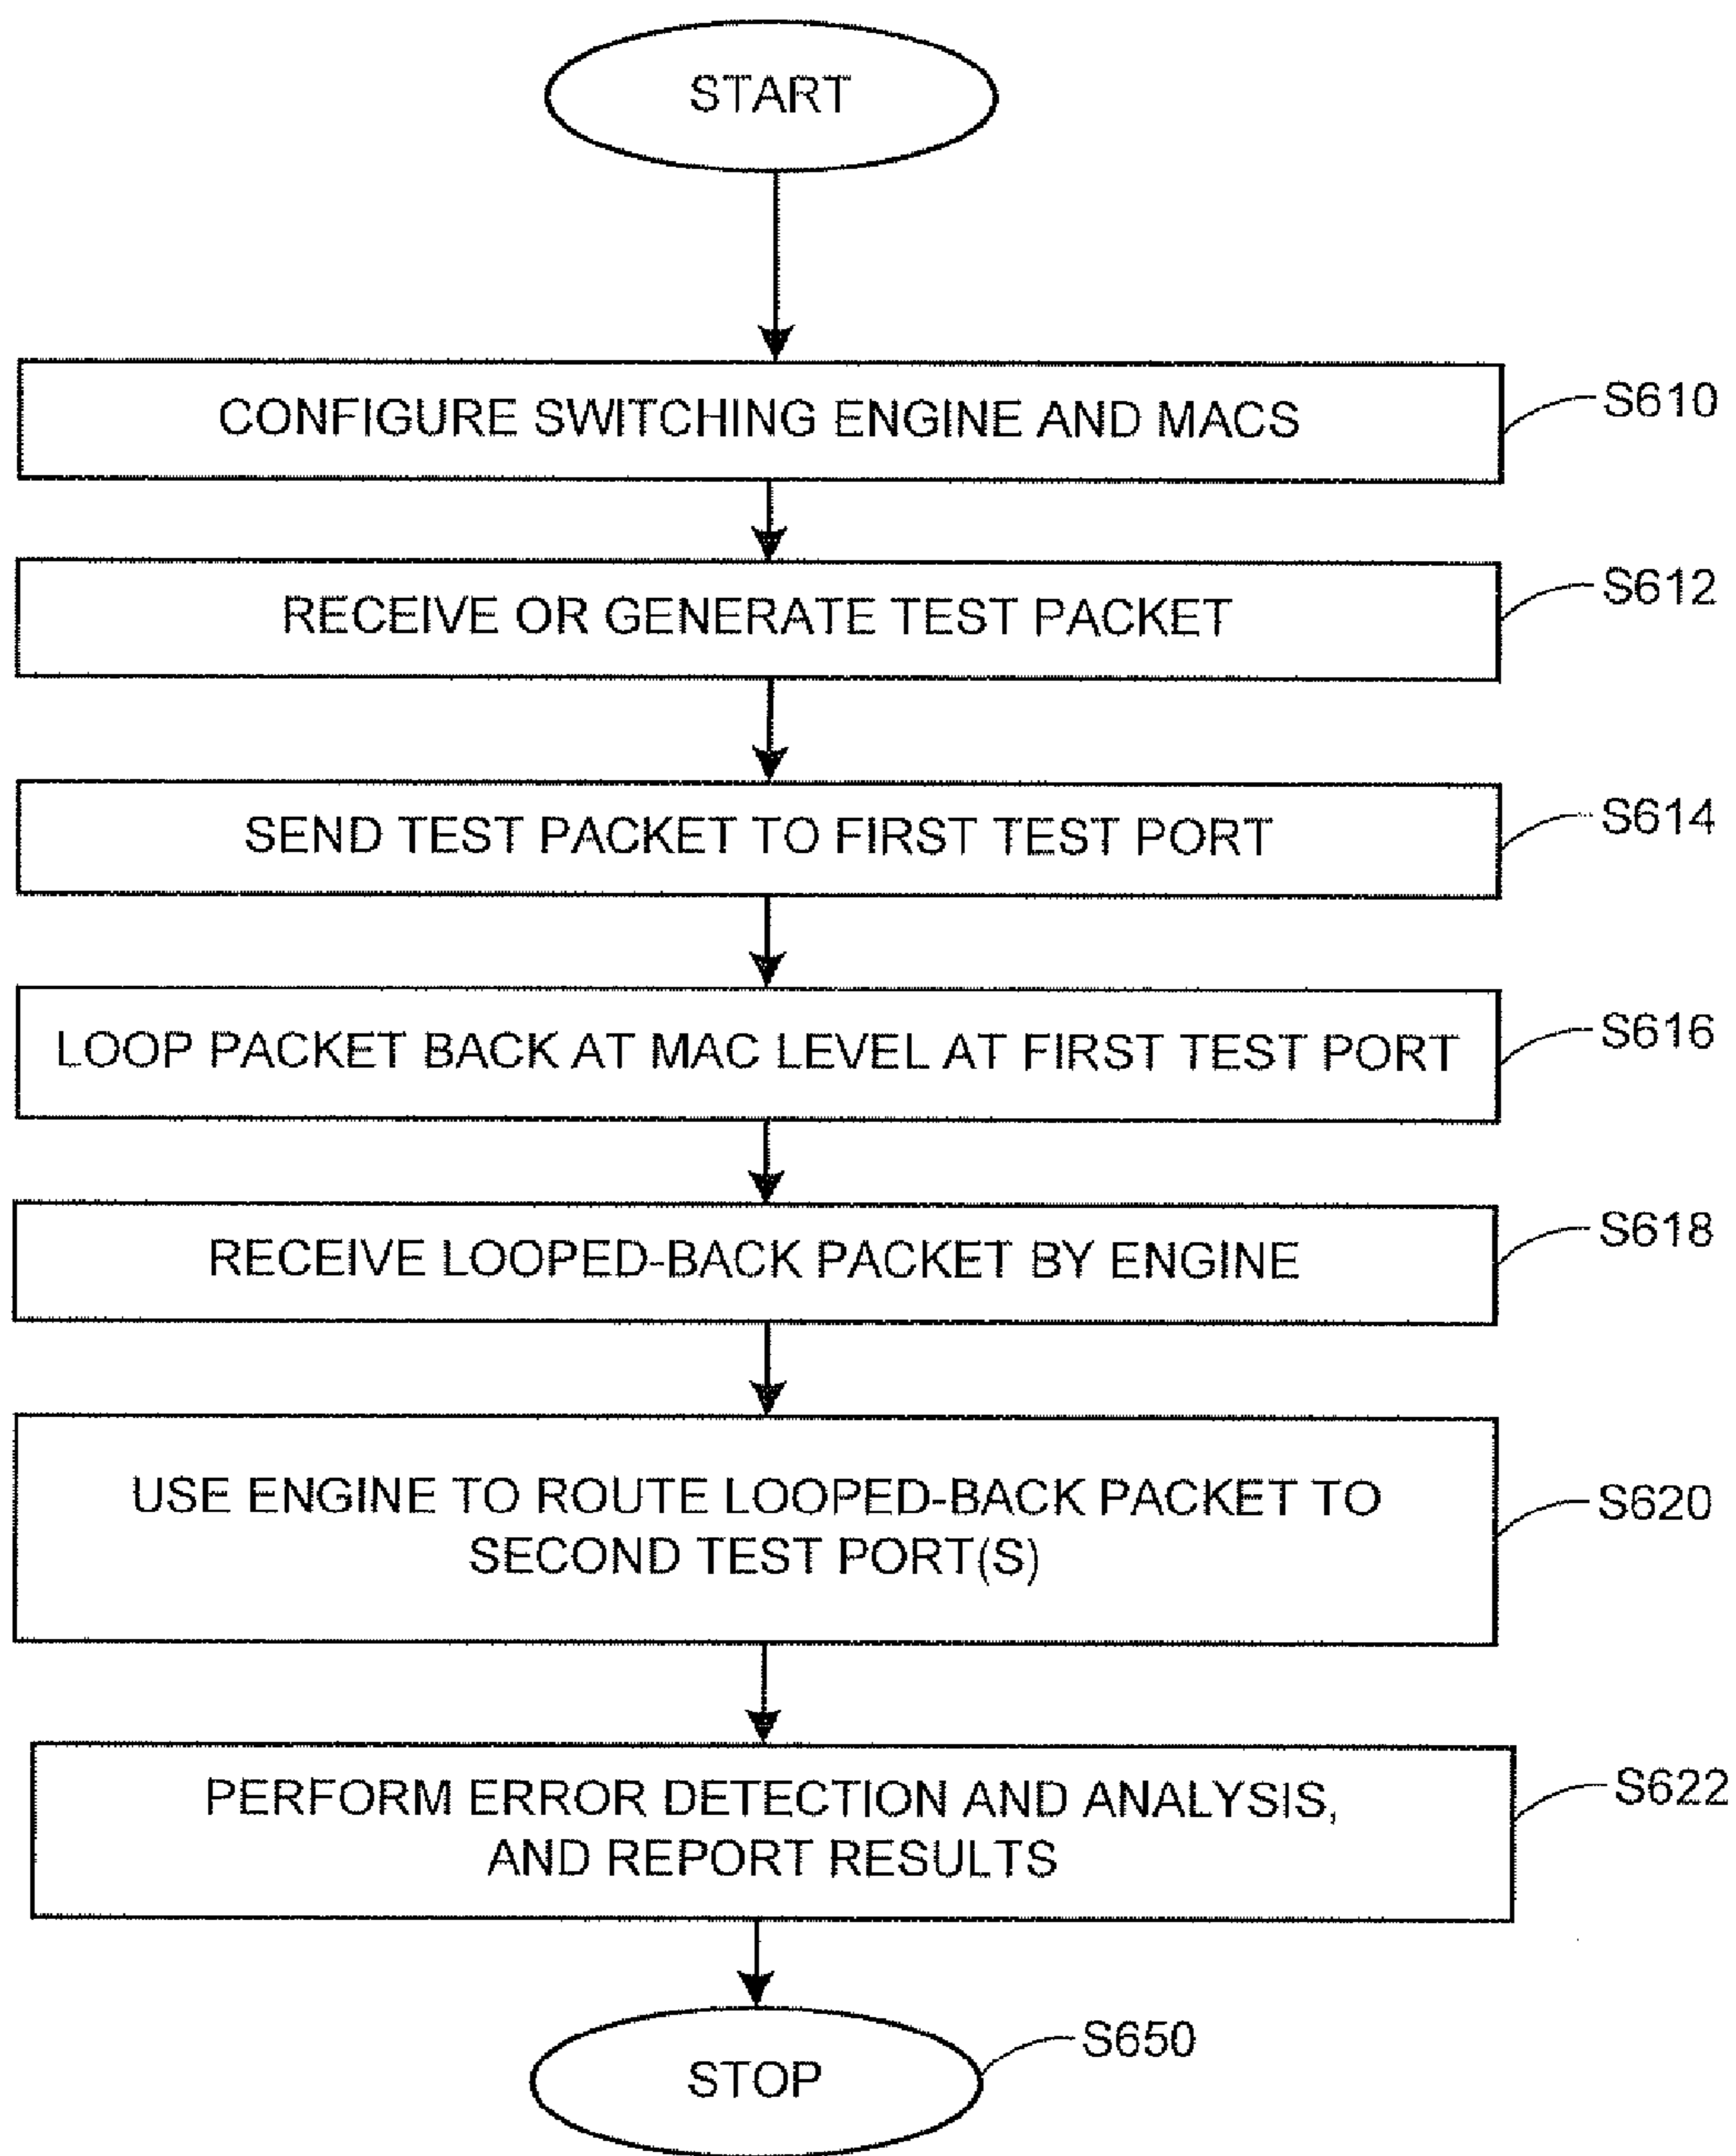 START
CONFIGURE SWITCHING ENGINE AND MACS
S610
RECEIVE OR GENERATE TEST PACKET
S612
SEND TEST PACKET TO FIRST TEST PORT
S614
LOOP PACKET BACK AT MAC LEVEL AT FIRST TEST PORT
S616
RECEIVE LOOPED-BACK PACKET BY ENGINE
S618
USE ENGINE TO ROUTE LOOPED-BACK PACKET TO
SECOND TEST PORT(S)
S620
PERFORM ERROR DETECTION AND ANALYSIS,
AND REPORT RESULTS
S622
STOP
S650